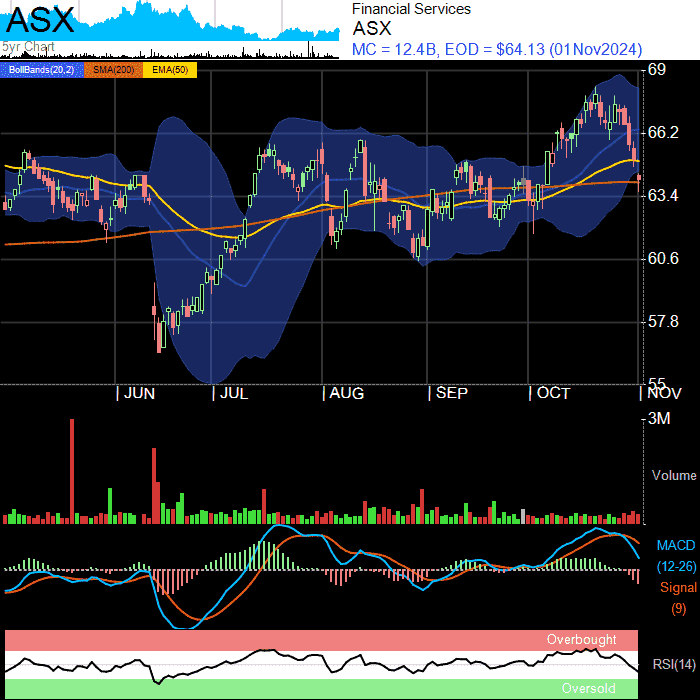 ASX
5yr Chart
Financial Services
ASX
MC = 12.4B, EOD = $64.13 (01Nov2024)
BollBands(20,2) SMA(200) EMA(50)
69
66.2
63.4
60.6
57.8
55
JUN JUL AUG SEP OCT NOV
3M
Volume
MACD
(12-26)
Signal
(9)
Overbought
RSI(14)
Oversold